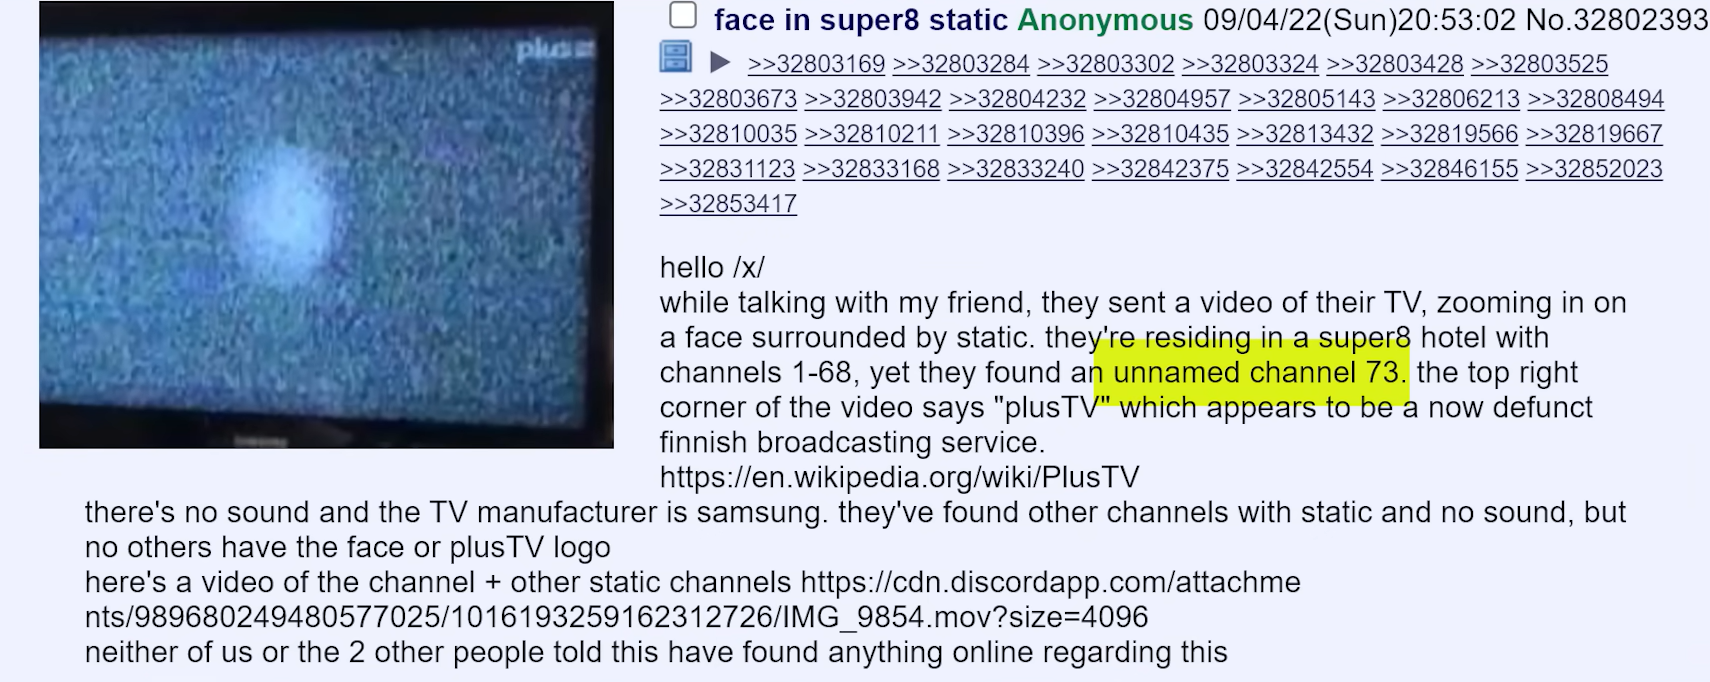 plus
face in super8 static Anonymous 09/04/22(Sun)20:53:02 No.32802393
>>32803169 >>32803284 >>32803302 >>32803324 >>32803428 >>32803525
>>32803673 >>32803942 >>32804232 >>32804957 >>32805143 >>32806213 >>32808494
>>32810035 >>32810211 >>32810396 >>32810435 >>32813432 >>32819566 >>32819667
>>32831123 >>32833168 >>32833240 >>32842375 >>32842554 >>32846155 >>32852023
>>32853417
hello /x/
while talking with my friend, they sent a video of their TV, zooming in on
a face surrounded by static. they're residing in a super8 hotel with
channels 1-68, yet they found an unnamed channel 73. the top right
corner of the video says "plusTV" which appears to be a now defunct
finnish broadcasting service.
https://en.wikipedia.org/wiki/PlusTV
there's no sound and the TV manufacturer is samsung. they've found other channels with static and no sound, but
no others have the face or plusTV logo
here's a video of the channel + other static channels https://cdn.discordapp.com/attachme
nts/989680249480577025/1016193259162312726/IMG_9854.mov?size=4096
neither of us or the 2 other people told this have found anything online regarding this